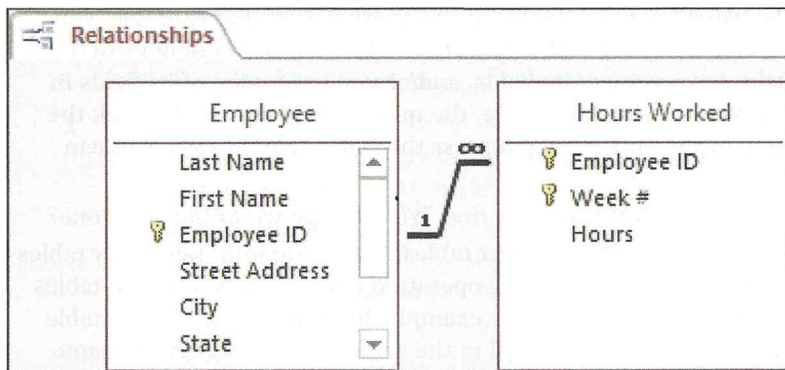 Relationships
Employee
Last Name
First Name
Employee ID
Street Address
City
State
1
∞
Hours Worked
Employee ID
Week #
Hours